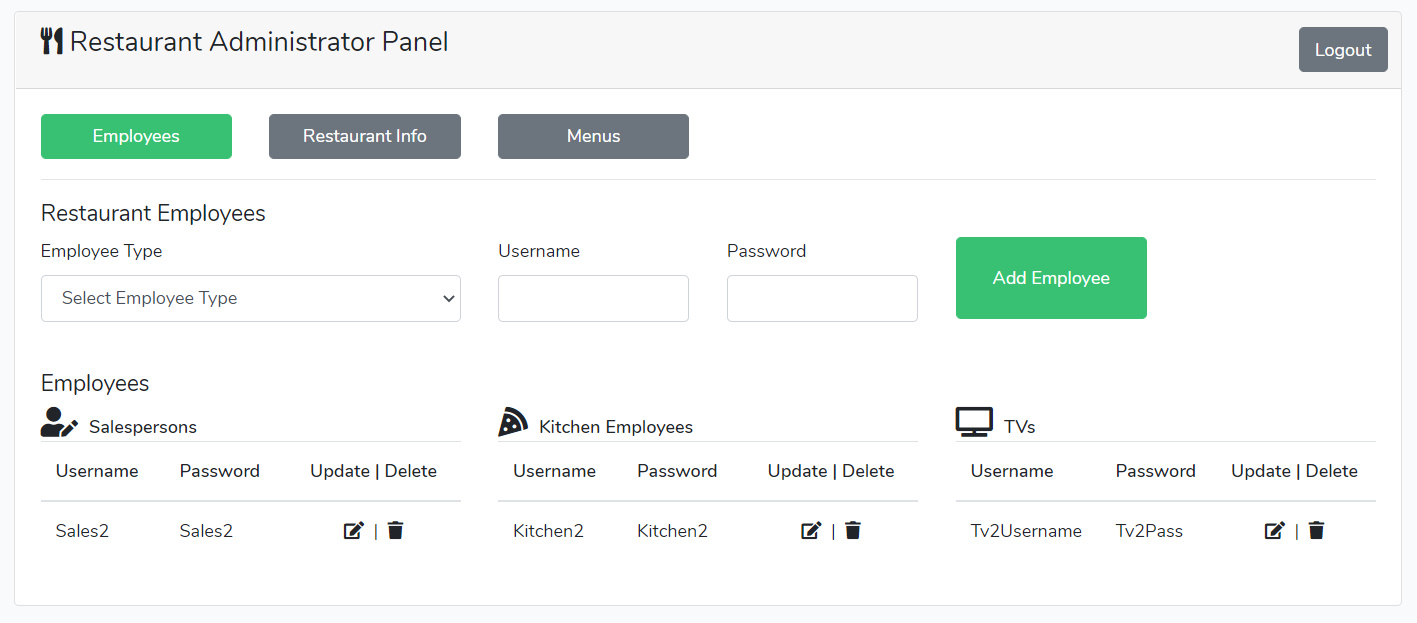 Restaurant Administrator Panel
Logout
Employees Restaurant Info Menus
Restaurant Employees
Employee Type Username Password
Add Employee
Select Employee Type
Employees
Salespersons Kitchen Employees TVs
Username Password Update | Delete Username Password Update | Delete Username Password Update | Delete
Sales2 Sales2 | Kitchen2 Kitchen2 | Tv2Username Tv2Pass |